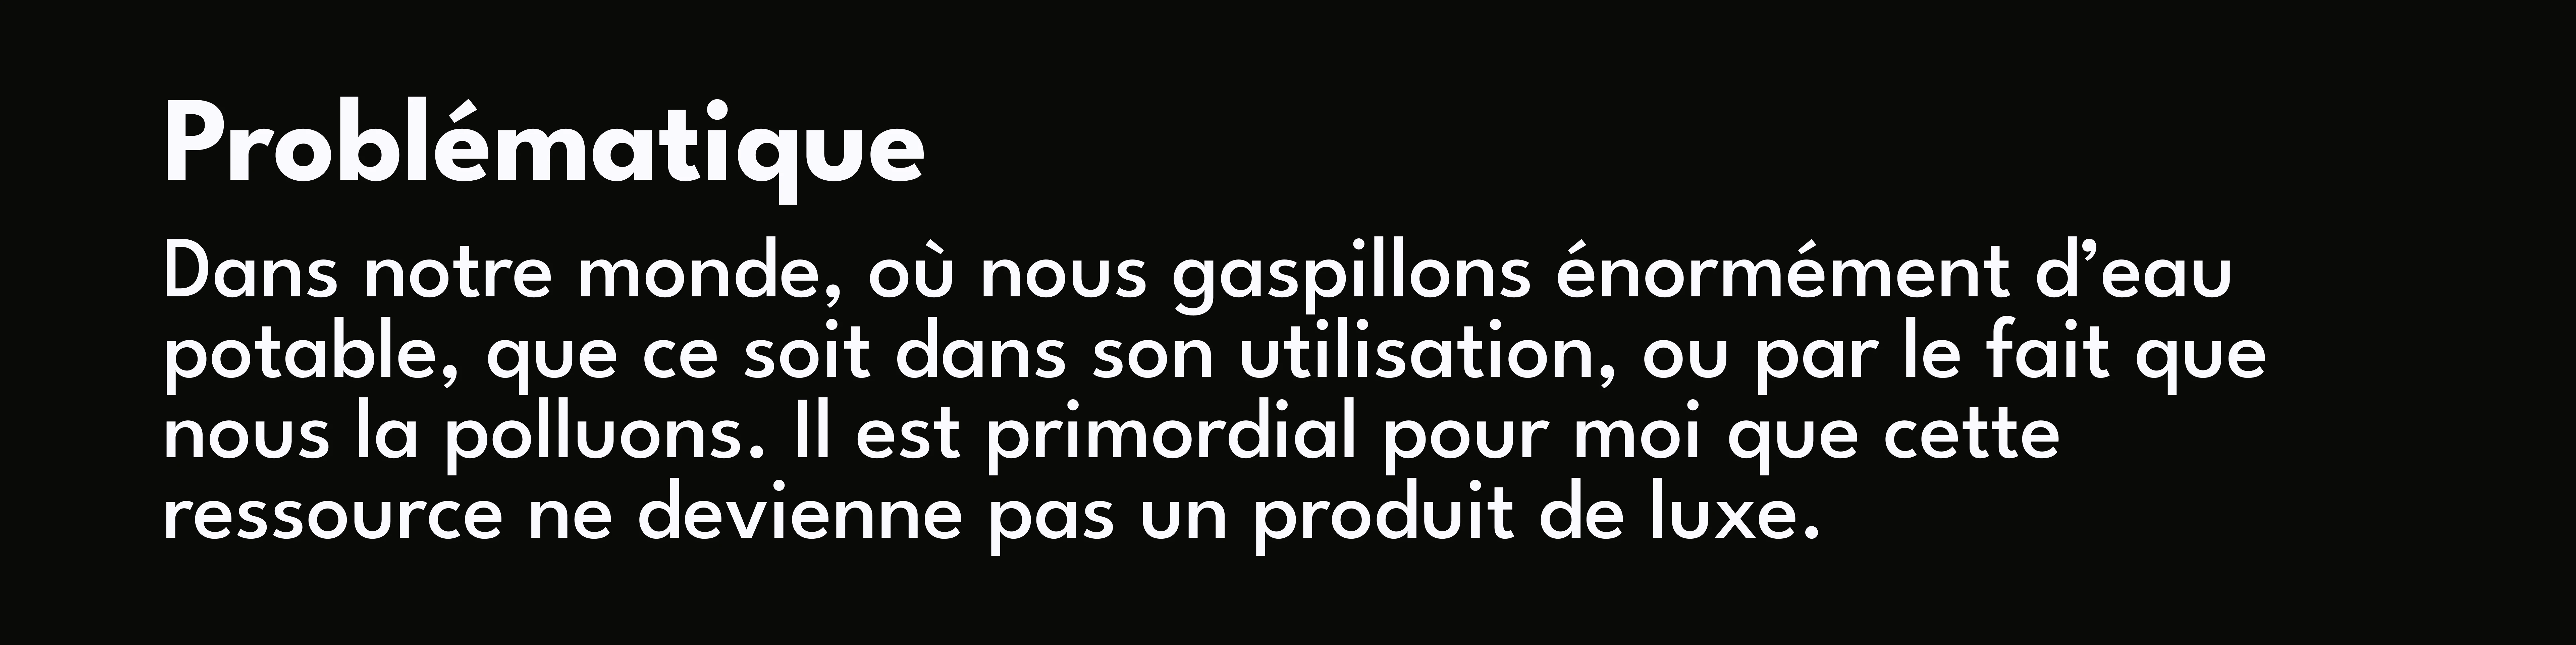 Problématique
Dans notre monde, où nous gaspillons énormément d’eau
potable, que ce soit dans son utilisation, ou par le fait que
nous la polluons. Il est primordial pour moi que cette
ressource ne devienne pas un produit de luxe.